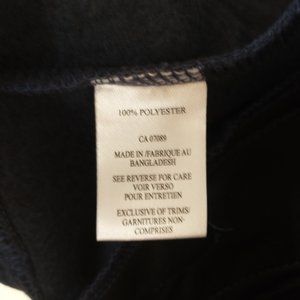 100% POLYESTER
CA 07089
MADE IN /FABRIQUE AU
BANGLADESH
SEE REVERSE FOR CARE
VOIR VERSO
POUR ENTRETIEN
EXCLUSIVE OF TRIMS/
GARNITURES NON-
COMPRISES